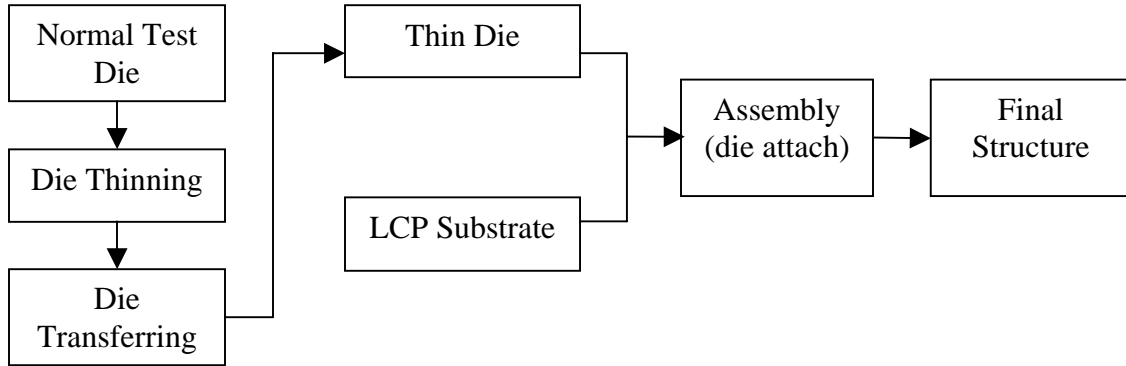 Normal Test
Die
Die Thinning
Die
Transferring
Thin Die
LCP Substrate
Assembly
(die attach)
Final
Structure